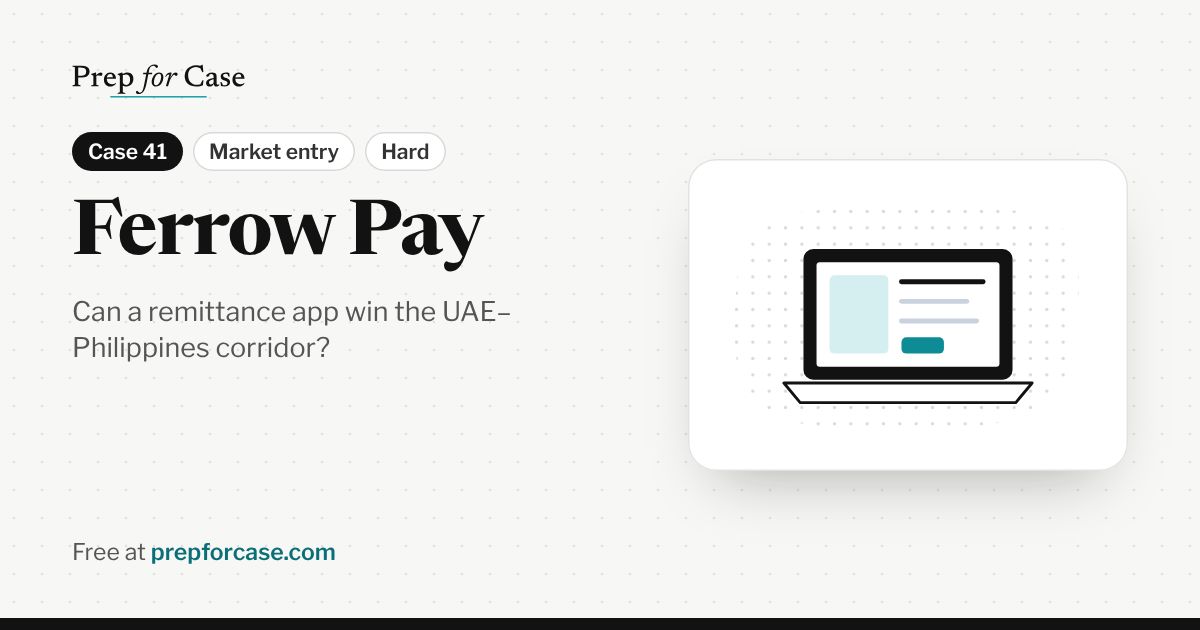 Prep for Case
Case 41
Market entry
Hard
Ferrow Pay
Can a remittance app win the UAE–
Philippines corridor?
Free at prepforcase.com